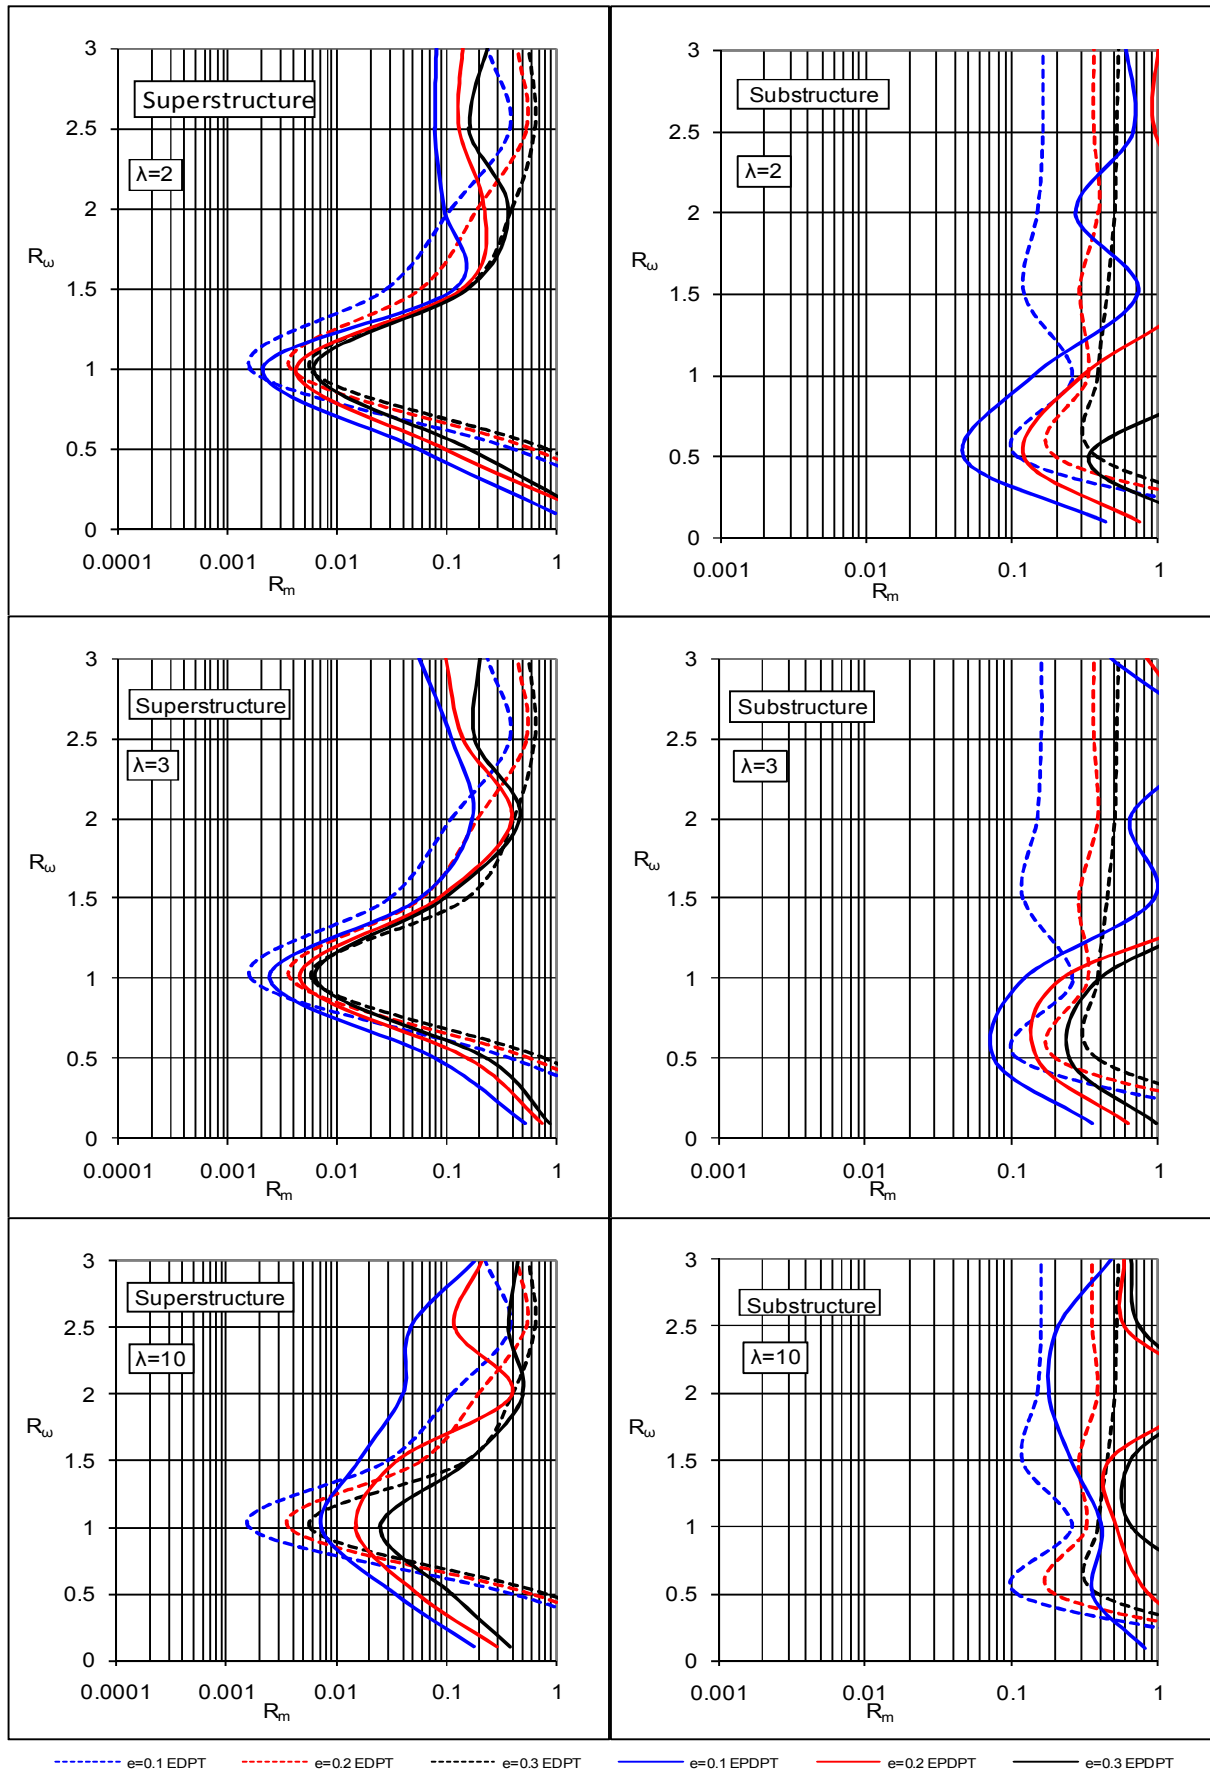 3
2.5
2
1.5
1
0.5
0
Superstructure
λ=2
Rω
0.0001 0.001 0.01 0.1 1
Rm
3
2.5
2
1.5
1
0.5
0
Substructure
λ=2
Rω
0.001 0.01 0.1 1
Rm
3
2.5
2
1.5
1
0.5
0
Superstructure
λ=3
Rω
0.0001 0.001 0.01 0.1 1
Rm
3
2.5
2
1.5
1
0.5
0
Substructure
λ=3
Rω
0.001 0.01 0.1 1
Rm
3
2.5
2
1.5
1
0.5
0
Superstructure
λ=10
Rω
0.0001 0.001 0.01 0.1 1
Rm
3
2.5
2
1.5
1
0.5
0
Substructure
λ=10
Rω
0.001 0.01 0.1 1
Rm
e=0.1 EDPT e=0.2 EDPT e=0.3 EDPT e=0.1 EPDPT e=0.2 EPDPT e=0.3 EPDPT